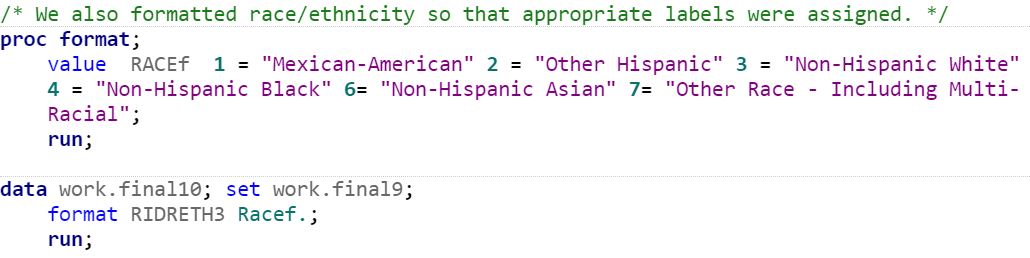 /* We also formatted race/ethnicity so that appropriate labels were assigned. */
proc format;
value RACEf 1 = "Mexican-American" 2 = "Other Hispanic" 3 = "Non-Hispanic White"
4 = "Non-Hispanic Black" 6= "Non-Hispanic Asian" 7= "Other Race - Including Multi-
Racial";
run;
data work.final10; set work.final9;
format RIDRETH3 Racef.;
run;